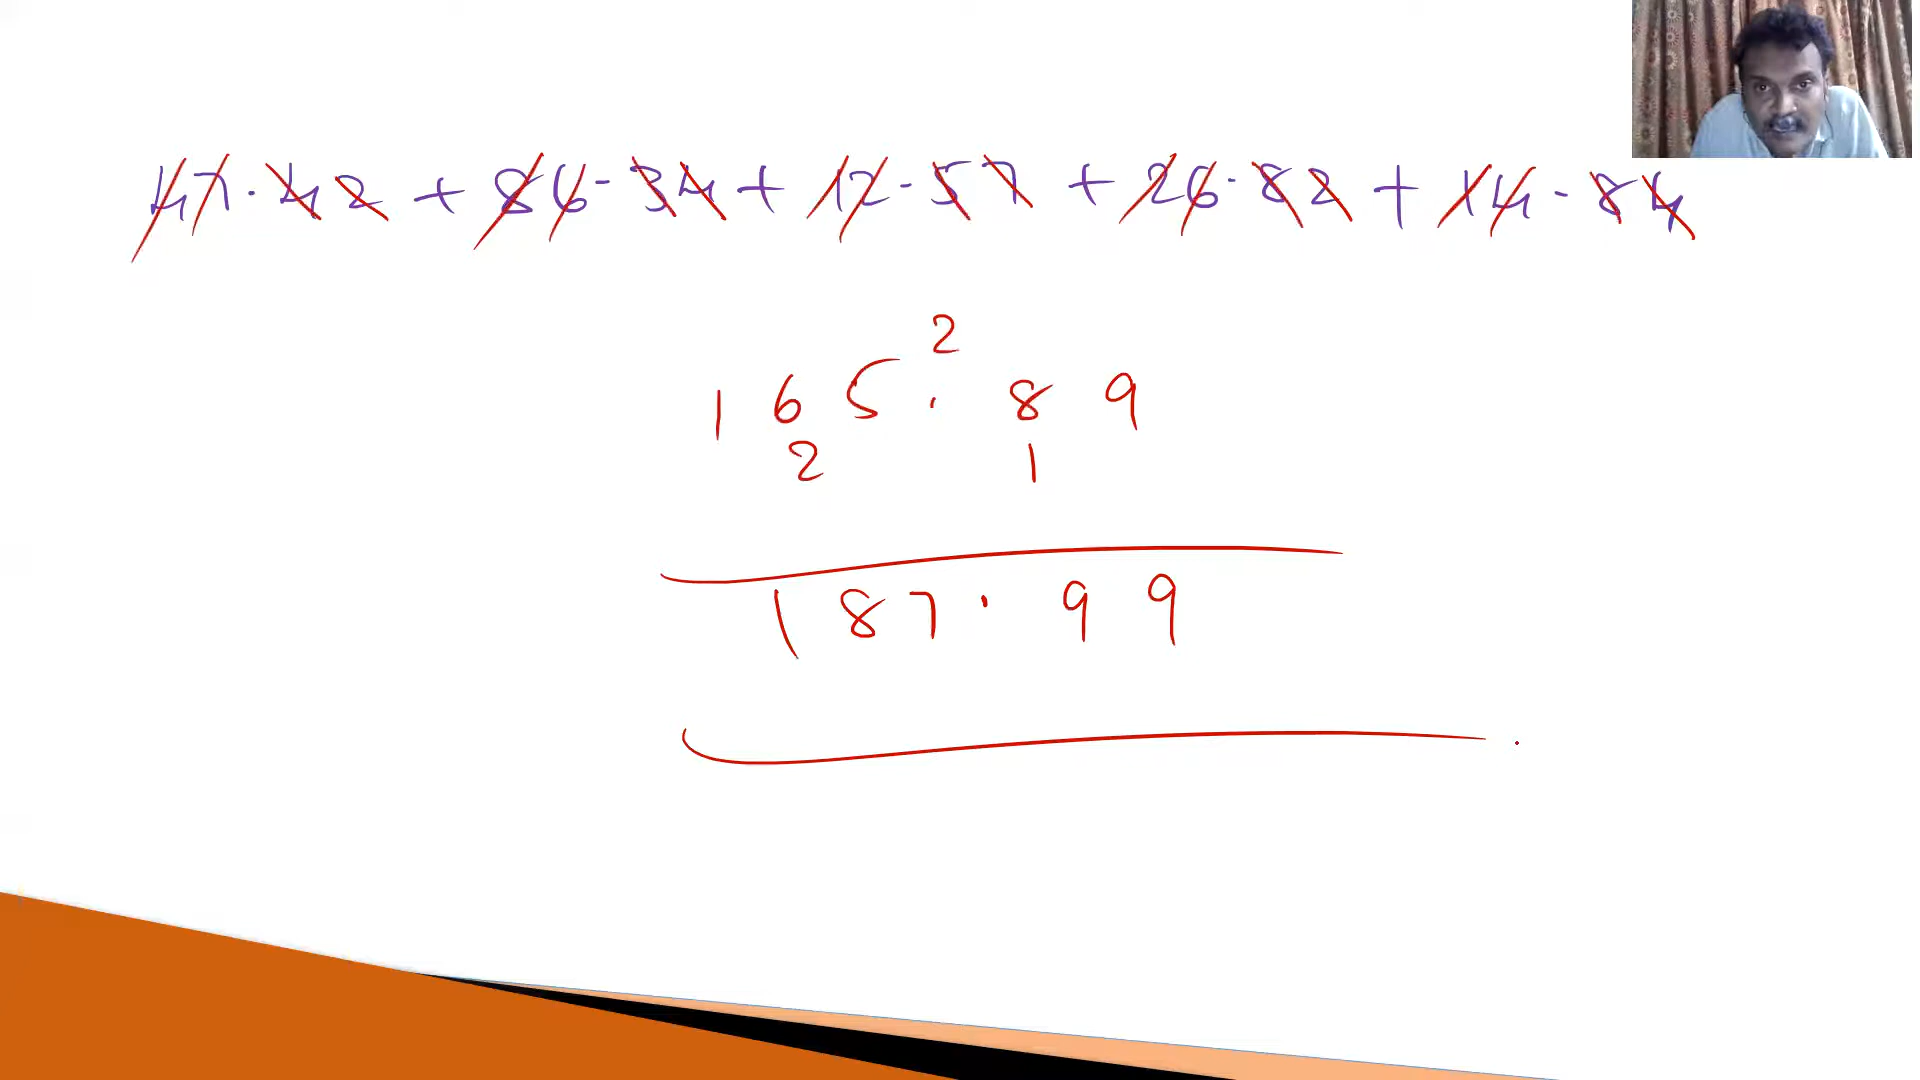 47.42 + 86.34 + 12.57 + 26.82 + 14.84
2
165.89
2 1
187.99